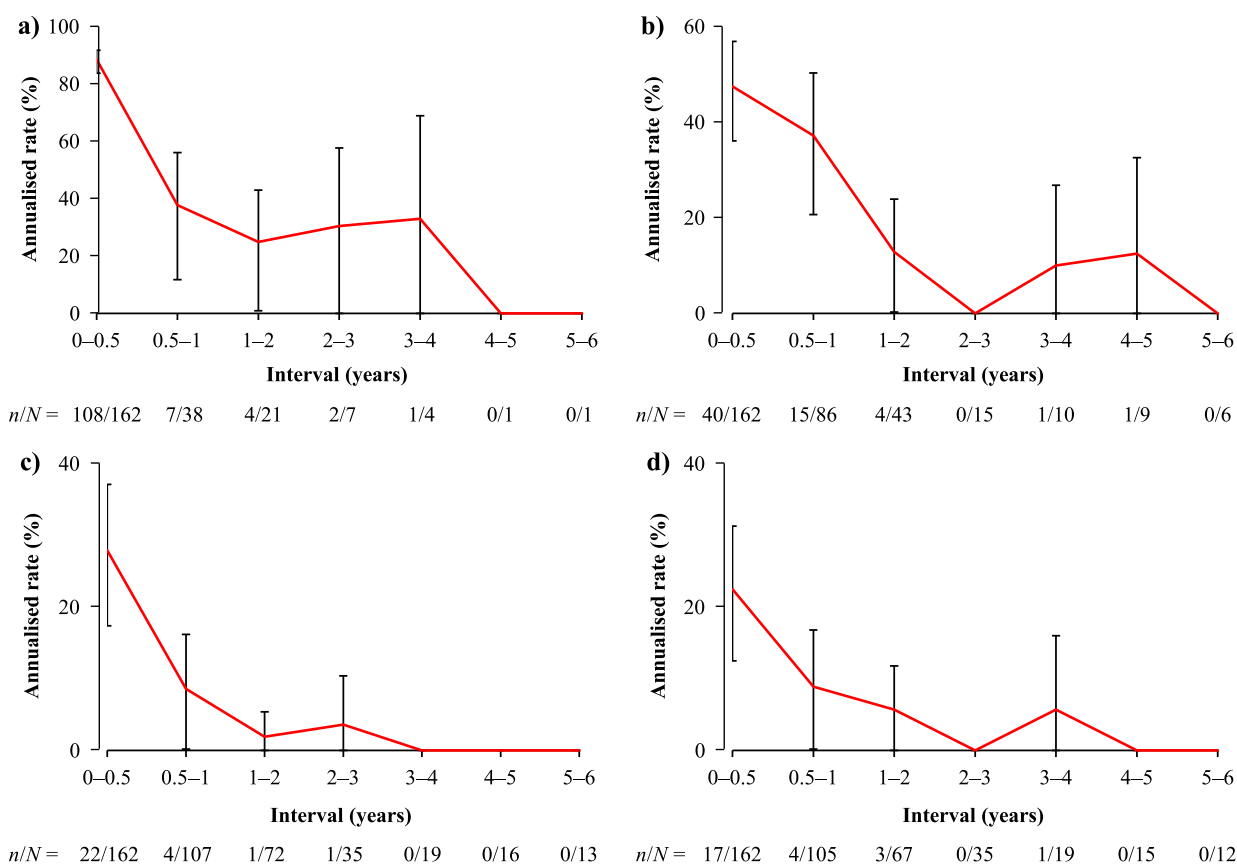 a)
Annualised rate (%)
100
80
60
40
20
0
0–0.5 0.5–1 1–2 2–3 3–4 4–5 5–6
Interval (years)
n/N = 108/162 7/38 4/21 2/7 1/4 0/1 0/1
b)
Annualised rate (%)
60
40
20
0
0–0.5 0.5–1 1–2 2–3 3–4 4–5 5–6
Interval (years)
n/N = 40/162 15/86 4/43 0/15 1/10 1/9 0/6
c)
Annualised rate (%)
40
20
0
0–0.5 0.5–1 1–2 2–3 3–4 4–5 5–6
Interval (years)
n/N = 22/162 4/107 1/72 1/35 0/19 0/16 0/13
d)
Annualised rate (%)
40
20
0
0–0.5 0.5–1 1–2 2–3 3–4 4–5 5–6
Interval (years)
n/N = 17/162 4/105 3/67 0/35 1/19 0/15 0/12